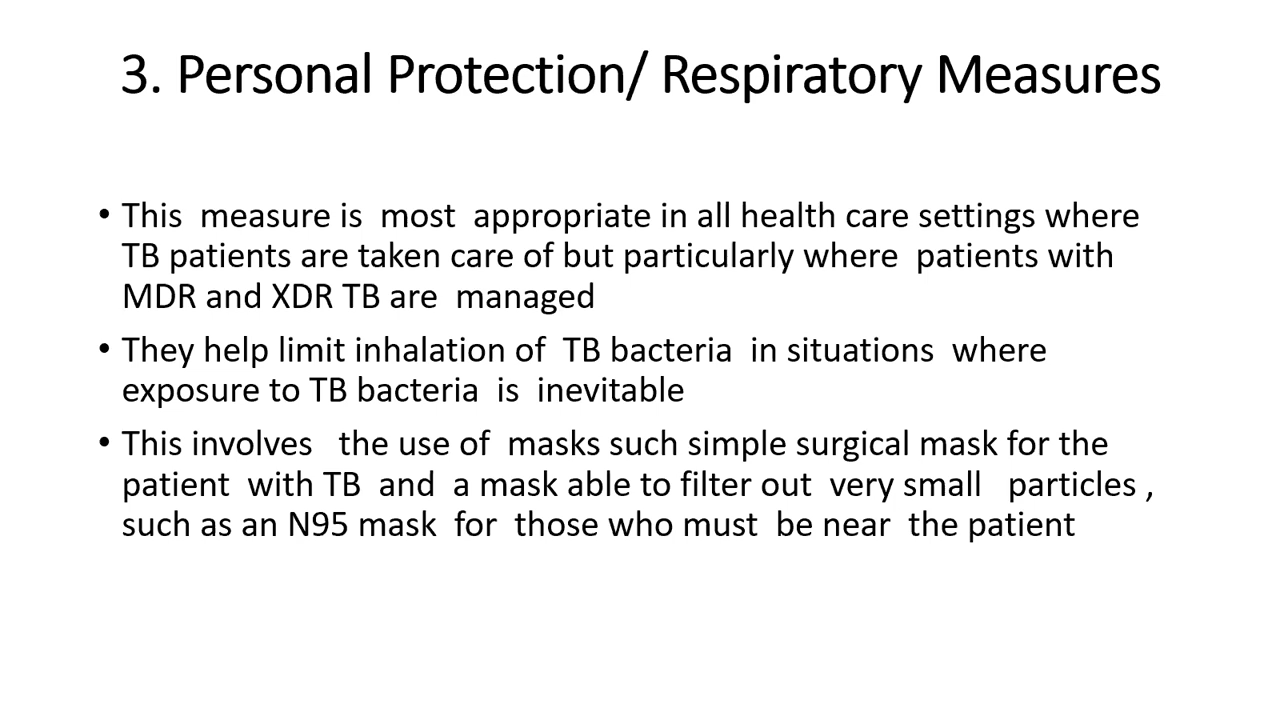 3. Personal Protection/ Respiratory Measures
• This  measure is  most  appropriate in all health care settings where
TB patients are taken care of but particularly where  patients with
MDR and XDR TB are  managed
• They help limit inhalation of  TB bacteria  in situations  where
exposure to TB bacteria  is  inevitable
• This involves   the use of  masks such simple surgical mask for the
patient  with TB  and  a mask able to filter out  very small   particles ,
such as an N95 mask  for  those who must  be near  the patient